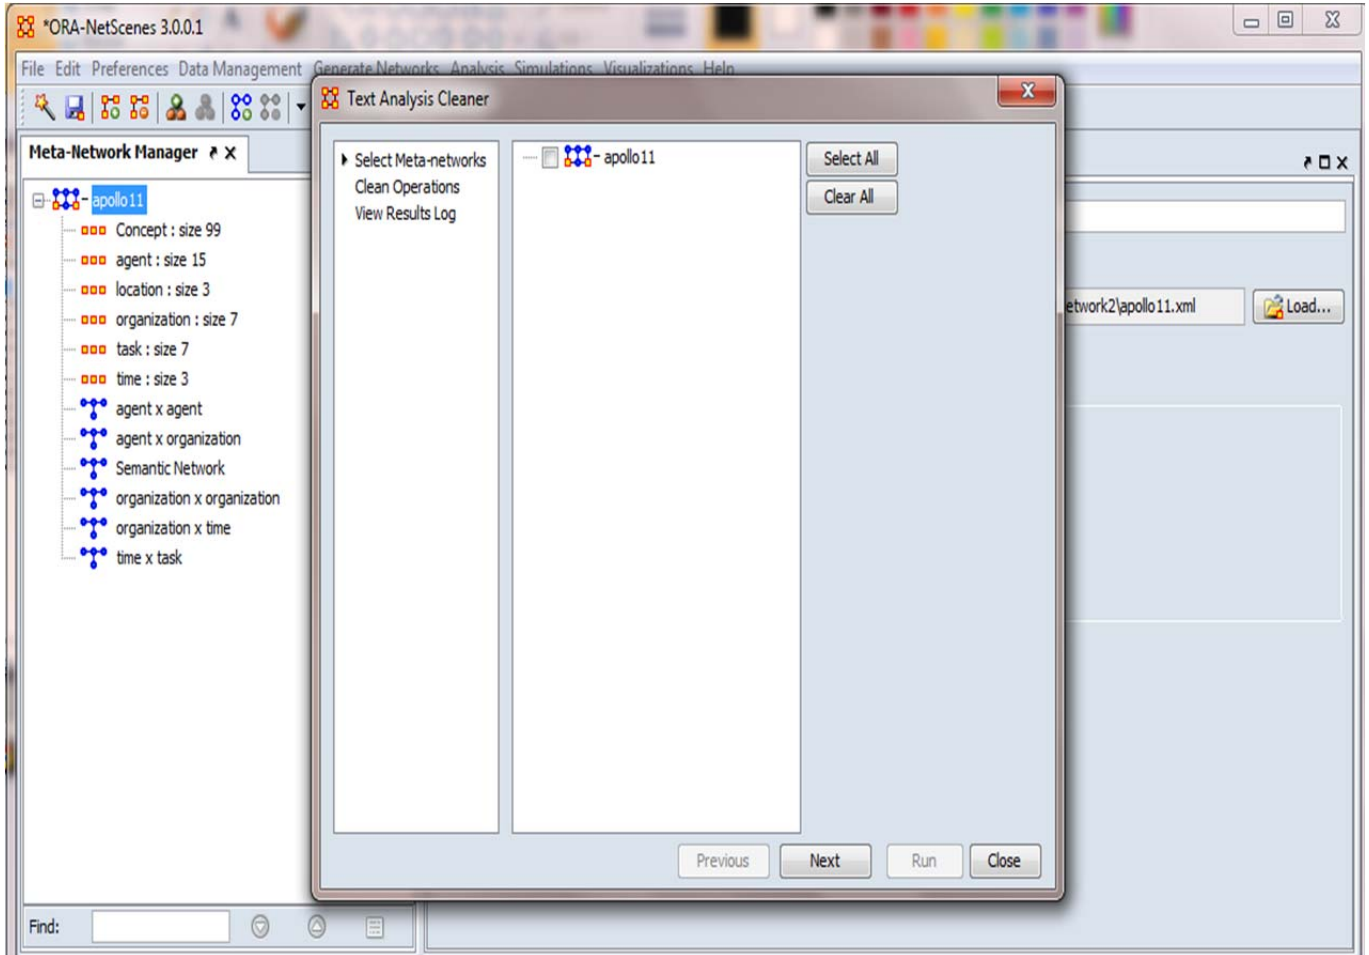 *ORA-NetScenes 3.0.0.1
File Edit Preferences Data Management Generate Networks Analysis Simulations Visualizations Help
Text Analysis Cleaner
Meta-Network Manager
apollo11
Concept : size 99
agent : size 15
location : size 3
organization : size 7
task : size 7
time : size 3
agent x agent
agent x organization
Semantic Network
organization x organization
organization x time
time x task
Find:
Select Meta-networks
Clean Operations
View Results Log
apollo11
Select All
Clear All
Previous Next Run Close
etwork2\apollo11.xml Load...